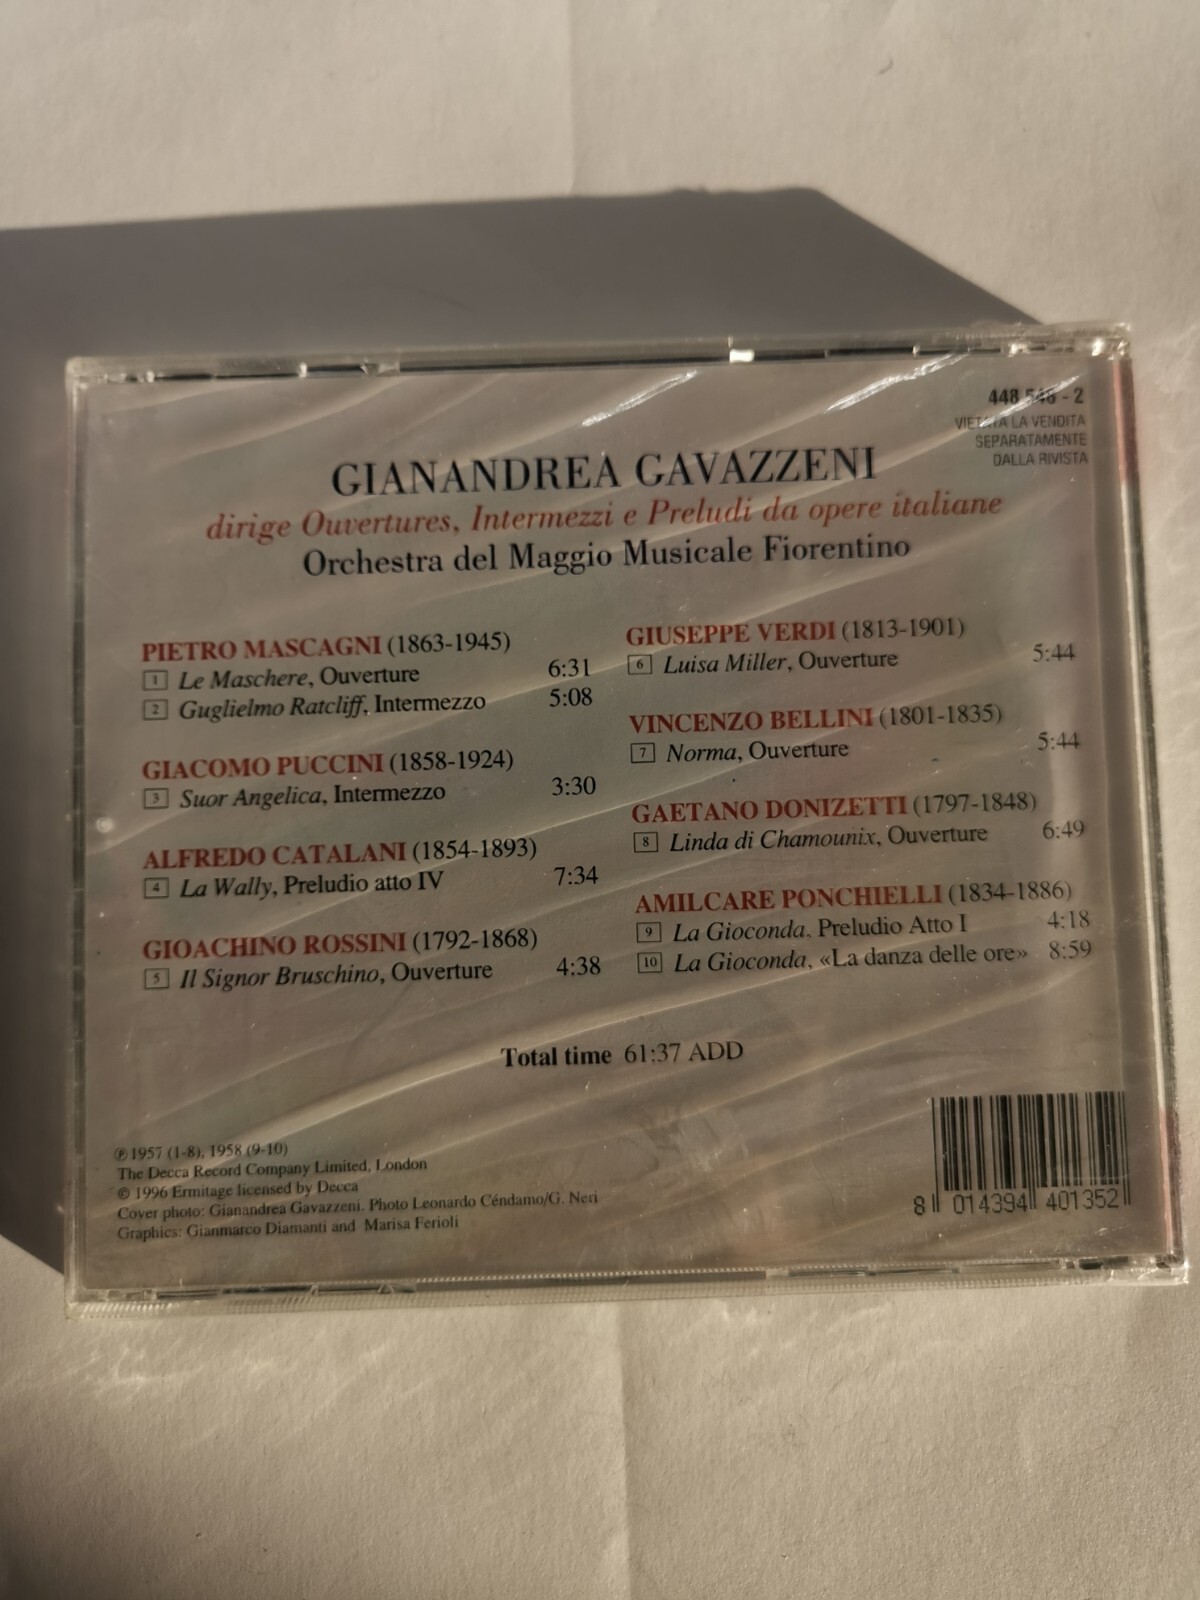 448 546 - 2
VIETATA LA VENDITA
SEPARATAMENTE
DALLA RIVISTA
GIANANDREA GAVAZZENI
dirige Ouvertures, Intermezzi e Preludi da opere italiane
Orchestra del Maggio Musicale Fiorentino
PIETRO MASCAGNI (1863-1945)
1 Le Maschere, Ouverture 6:31
2 Guglielmo Ratcliff, Intermezzo 5:08
GIACOMO PUCCINI (1858-1924)
3 Suor Angelica, Intermezzo 3:30
ALFREDO CATALANI (1854-1893)
4 La Wally, Preludio atto IV 7:34
GIOACHINO ROSSINI (1792-1868)
5 Il Signor Bruschino, Ouverture 4:38
GIUSEPPE VERDI (1813-1901)
6 Luisa Miller, Ouverture 5:44
VINCENZO BELLINI (1801-1835)
7 Norma, Ouverture 5:44
GAETANO DONIZETTI (1797-1848)
8 Linda di Chamounix, Ouverture 6:49
AMILCARE PONCHIELLI (1834-1886)
9 La Gioconda, Preludio Atto I 4:18
10 La Gioconda, «La danza delle ore» 8:59
Total time 61:37 ADD
℗ 1957 (1-8), 1958 (9-10)
The Decca Record Company Limited, London
© 1996 Ermitage licensed by Decca
Cover photo: Gianandrea Gavazzeni. Photo Leonardo Céndamo/G. Neri
Graphics: Gianmarco Diamanti and Marisa Ferioli
8 014394 401352